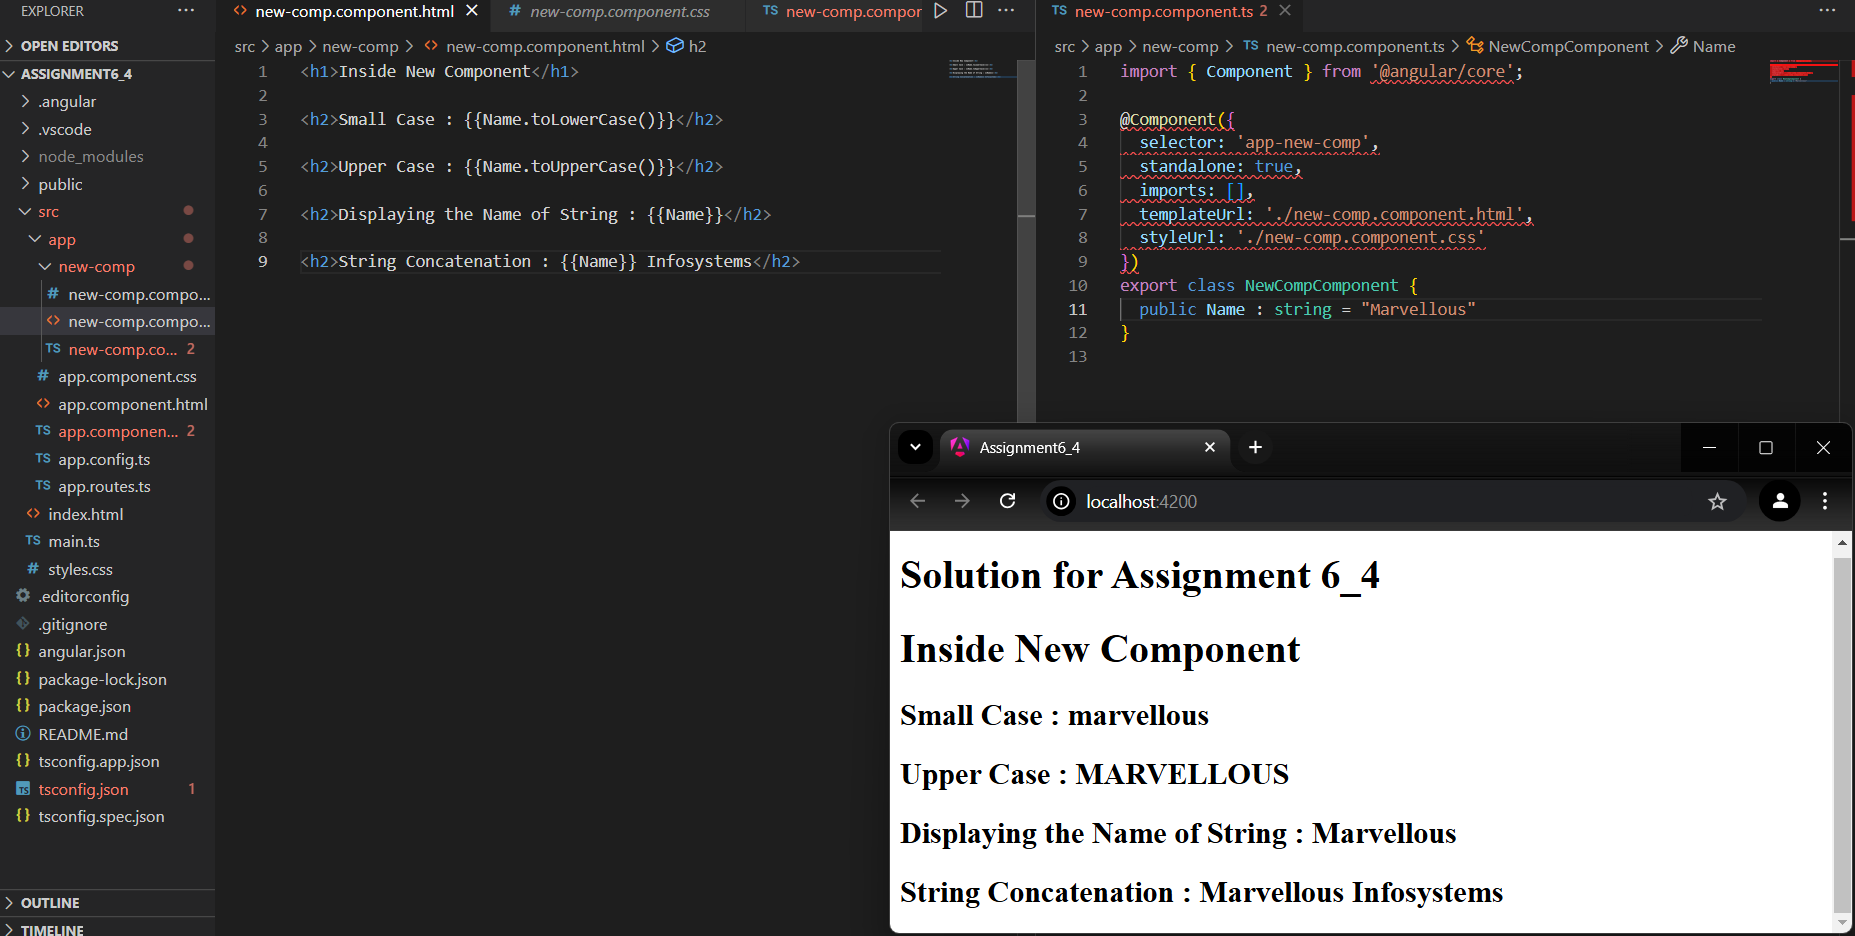 EXPLORER ...
OPEN EDITORS
ASSIGNMENT6_4
.angular
.vscode
node_modules
public
src
app
new-comp
# new-comp.compo...
<> new-comp.compo...
TS new-comp.co... 2
# app.component.css
<> app.component.html
TS app.componen... 2
TS app.config.ts
TS app.routes.ts
<> index.html
TS main.ts
# styles.css
.editorconfig
.gitignore
{} angular.json
{} package-lock.json
{} package.json
README.md
{} tsconfig.app.json
TS tsconfig.json 1
{} tsconfig.spec.json
OUTLINE
TIMELINE
<> new-comp.component.html
# new-comp.component.css
TS new-comp.compor
src > app > new-comp > <> new-comp.component.html > h2
1 <h1>Inside New Component</h1>
2
3 <h2>Small Case : {{Name.toLowerCase()}}</h2>
4
5 <h2>Upper Case : {{Name.toUpperCase()}}</h2>
6
7 <h2>Displaying the Name of String : {{Name}}</h2>
8
9 <h2>String Concatenation : {{Name}} Infosystems</h2>
TS new-comp.component.ts 2
src > app > new-comp > TS new-comp.component.ts > NewCompComponent > Name
1 import { Component } from '@angular/core';
2
3 @Component({
4 selector: 'app-new-comp',
5 standalone: true,
6 imports: [],
7 templateUrl: './new-comp.component.html',
8 styleUrl: './new-comp.component.css'
9 })
10 export class NewCompComponent {
11 public Name : string = "Marvellous"
12 }
13
Assignment6_4
localhost:4200
Solution for Assignment 6_4
Inside New Component
Small Case : marvellous
Upper Case : MARVELLOUS
Displaying the Name of String : Marvellous
String Concatenation : Marvellous Infosystems